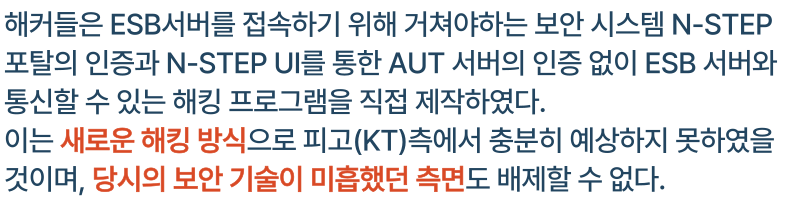 해커들은 ESB서버를 접속하기 위해 거쳐야하는 보안 시스템 N-STEP
포탈의 인증과 N-STEP UI를 통한 AUT 서버의 인증 없이 ESB 서버와
통신할 수 있는 해킹 프로그램을 직접 제작하였다.
이는 새로운 해킹 방식으로 피고(KT)측에서 충분히 예상하지 못하였을
것이며, 당시의 보안 기술이 미흡했던 측면도 배제할 수 없다.